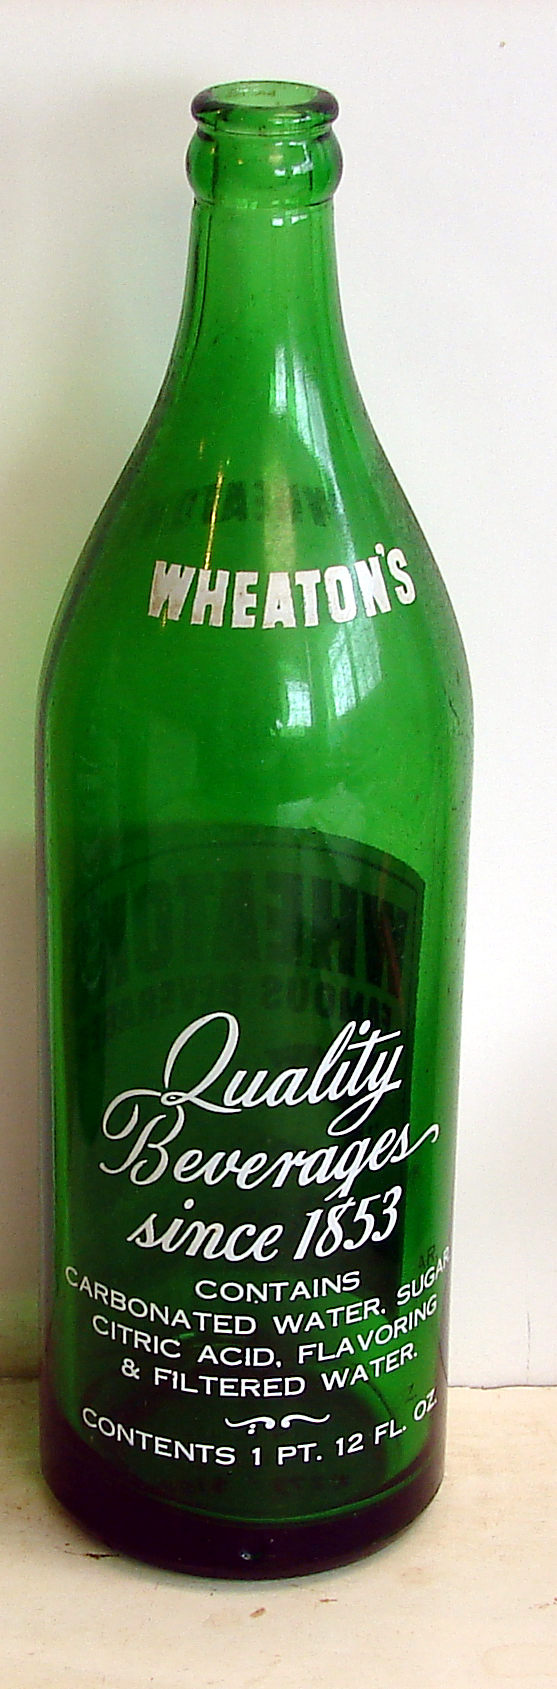 WHEATON'S
Quality
Beverages
since 1853
CONTAINS
CARBONATED WATER, SUGAR
CITRIC ACID, FLAVORING
& FILTERED WATER.
CONTENTS 1 PT. 12 FL. OZ.
WHEATON'S